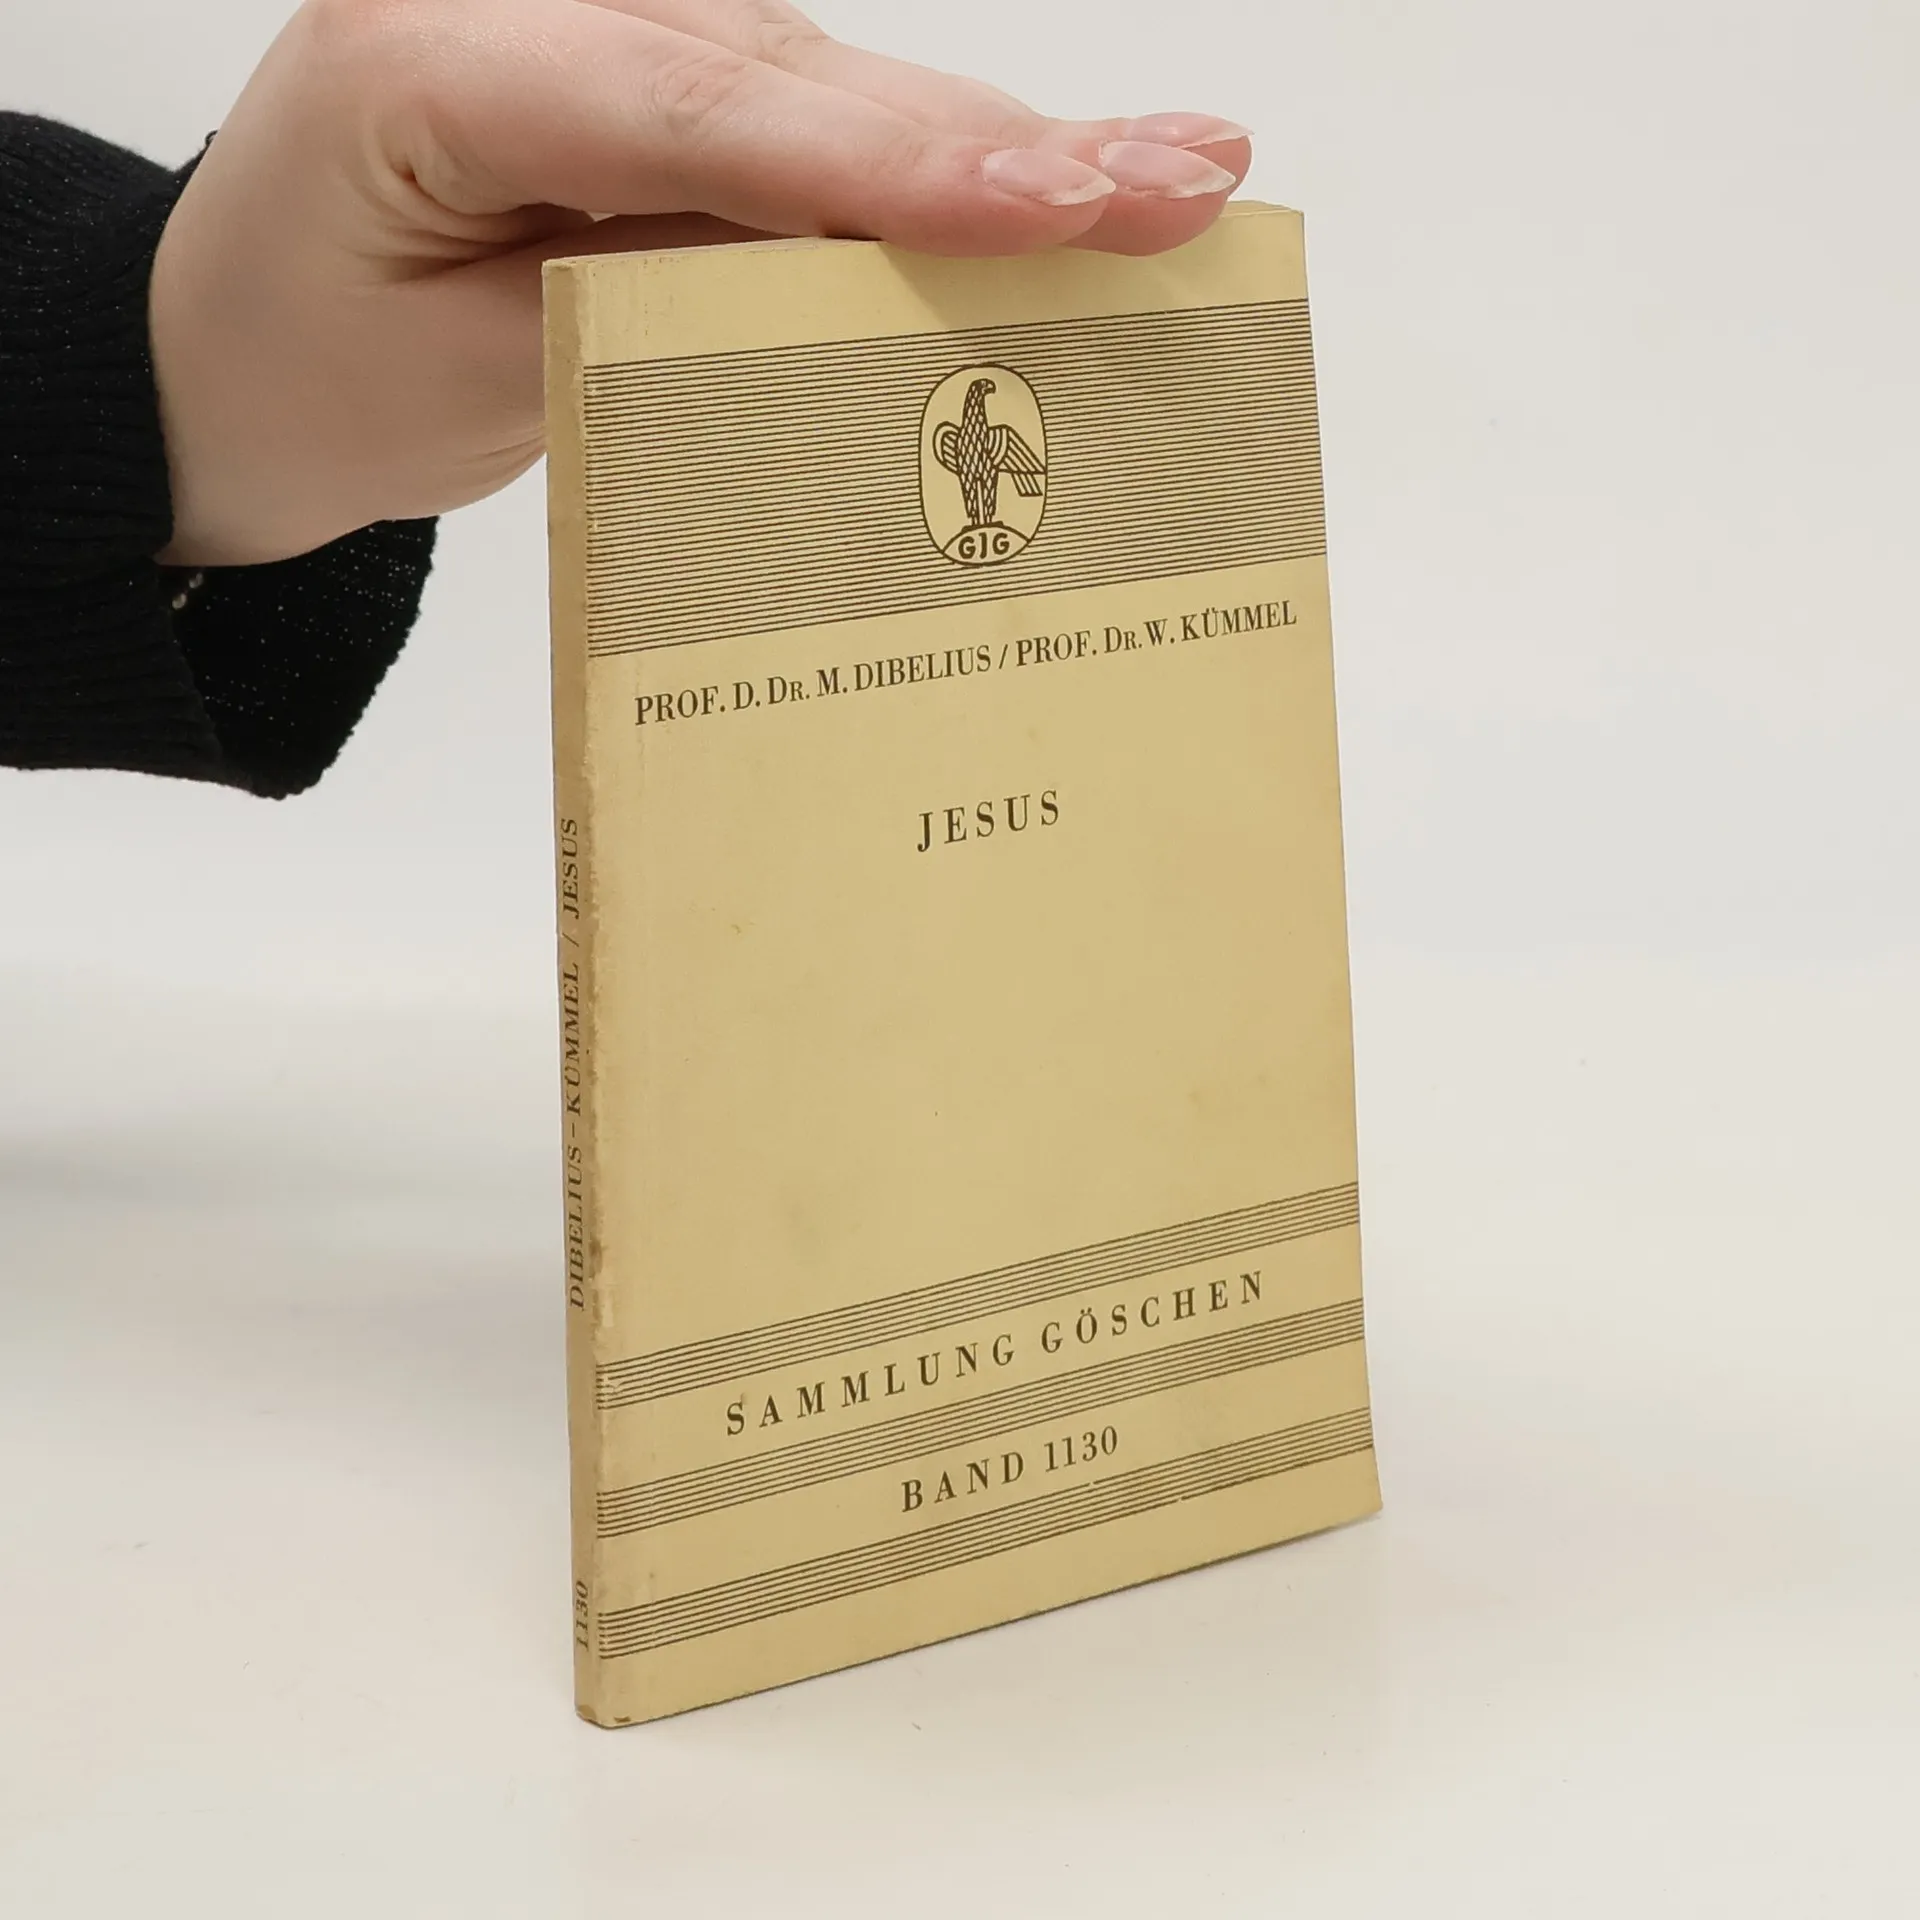 GJG
PROF. D. DR. M. DIBELIUS / PROF. DR. W. KÜMMEL
JESUS
SAMMLUNG GÖSCHEN
BAND 1130
DIBELIUS – KÜMMEL / JESUS
1130